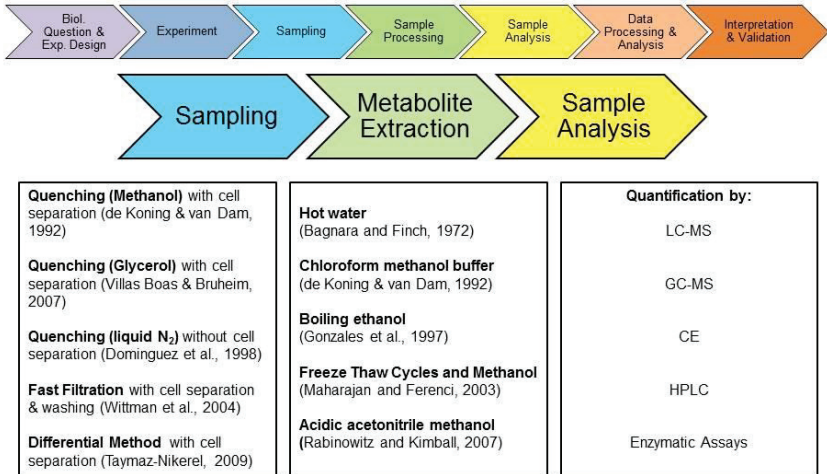 Biol.
Question &
Exp. Design
Experiment
Sampling
Sample
Processing
Sample
Analysis
Data
Processing
& Analysis
Interpretation
& Validation
Sampling
Metabolite
Extraction
Sample
Analysis
Quenching (Methanol) with cell
separation (de Koning & van Dam,
1992)
Quenching (Glycerol) with cell
separation (Villas Boas & Bruheim,
2007)
Quenching (liquid N₂) without cell
separation (Dominguez et al., 1998)
Fast Filtration with cell separation
& washing (Wittman et al., 2004)
Differential Method with cell
separation (Taymaz-Nikerel, 2009)
Hot water
(Bagnara and Finch, 1972)
Chloroform methanol buffer
(de Koning & van Dam, 1992)
Boiling ethanol
(Gonzales et al., 1997)
Freeze Thaw Cycles and Methanol
(Maharajan and Ferenci, 2003)
Acidic acetonitrile methanol
(Rabinowitz and Kimball, 2007)
Quantification by:
LC-MS
GC-MS
CE
HPLC
Enzymatic Assays